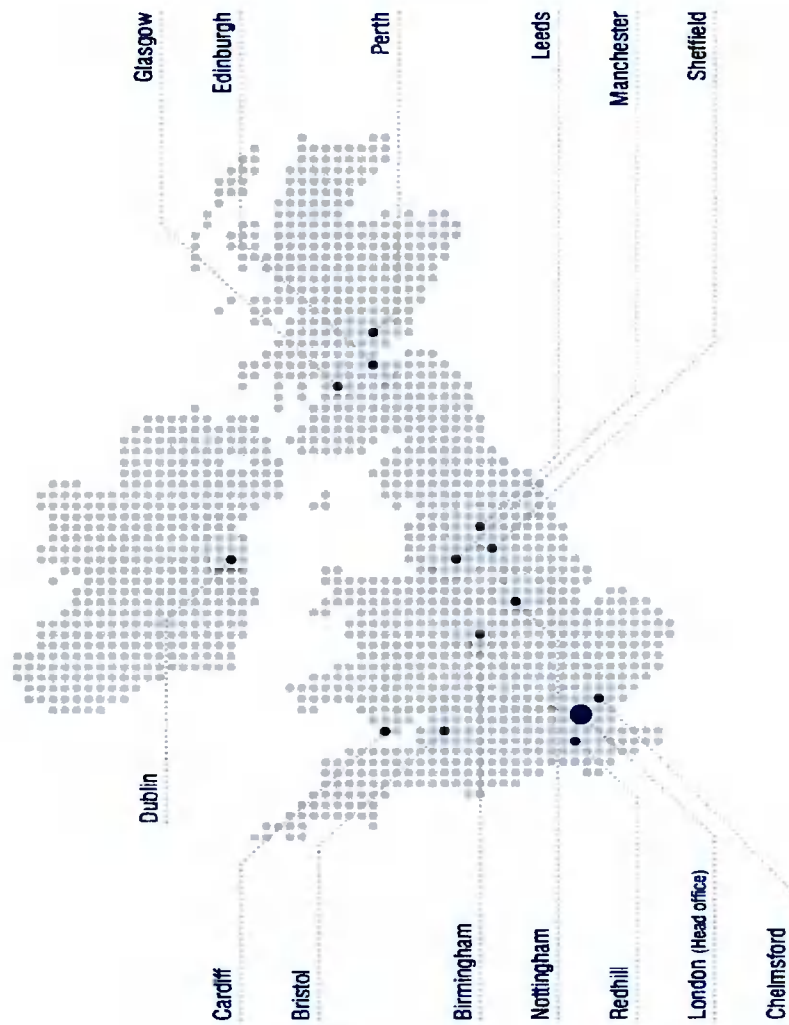 Glasgow
Edinburgh
Perth
Leeds
Manchester
Sheffield
Dublin
Cardiff
Bristol
Birmingham
Nottingham
Redhill
London (Head office)
Chelmsford